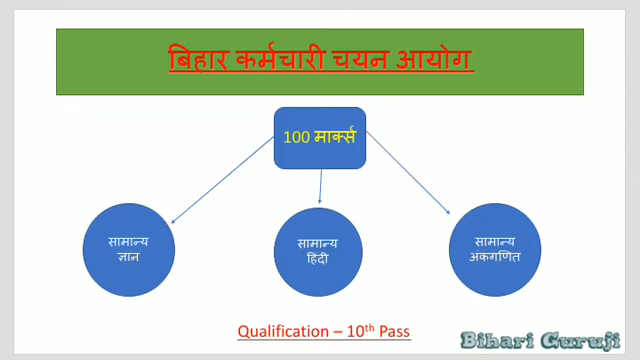 बिहार कर्मचारी चयन आयोग
100 मार्क्स
सामान्य
ज्ञान
सामान्य
हिंदी
सामान्य
अंकगणित
Qualification – 10th Pass
Bihari Guruji